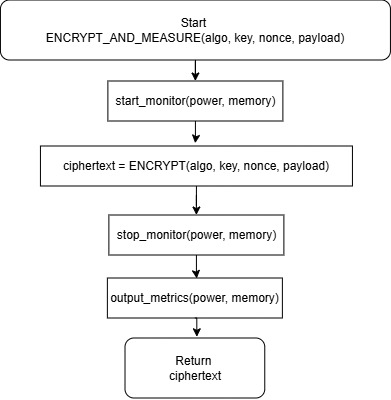 Start
ENCRYPT_AND_MEASURE(algo, key, nonce, payload)
start_monitor(power, memory)
ciphertext = ENCRYPT(algo, key, nonce, payload)
stop_monitor(power, memory)
output_metrics(power, memory)
Return
ciphertext